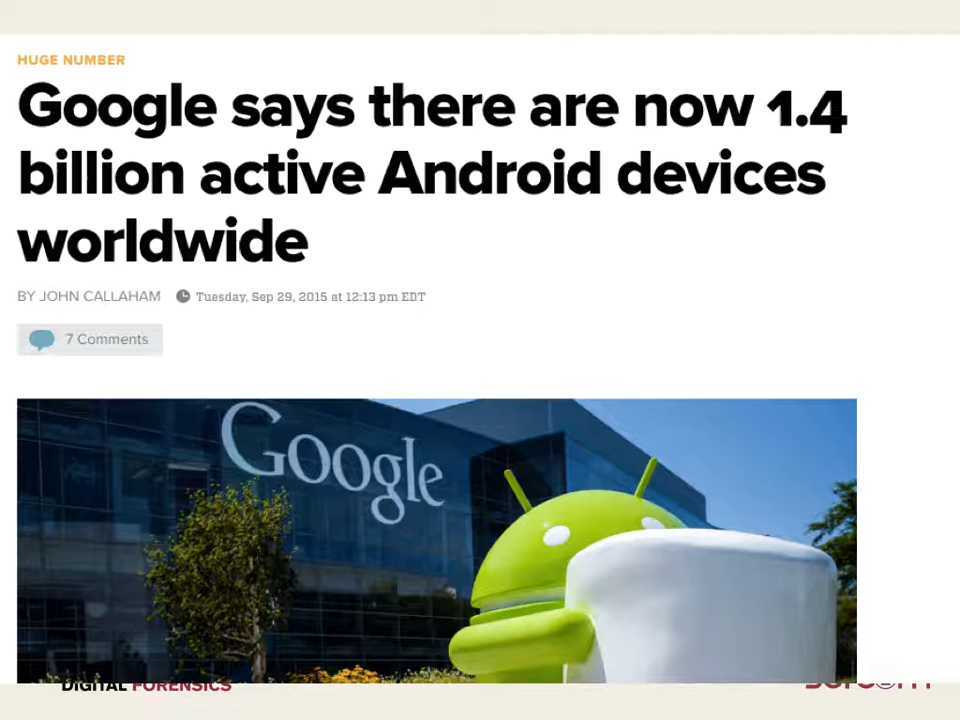 HUGE NUMBER
Google says there are now 1.4
billion active Android devices
worldwide
BY JOHN CALLAHAM Tuesday, Sep 29, 2015 at 12:13 pm EDT
7 Comments
Google
DIGITAL FORENSICS